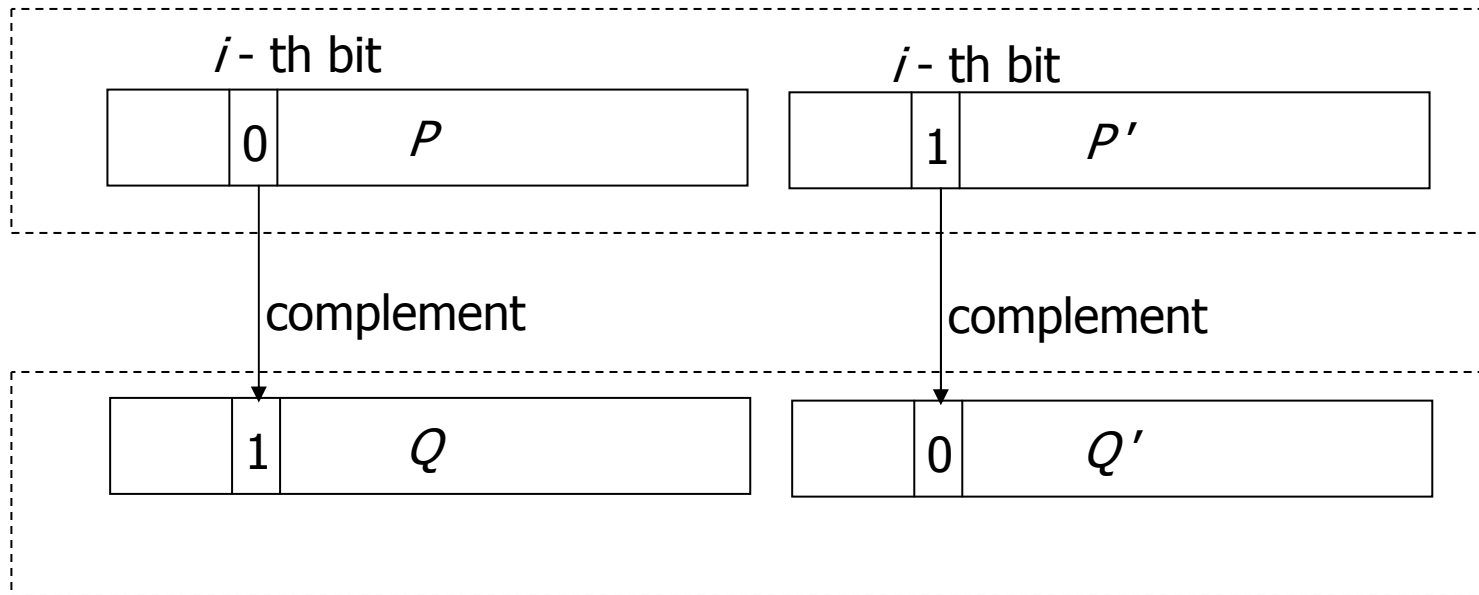 i - th bit
i - th bit
0 P
1 P'
complement
complement
1 Q
0 Q'